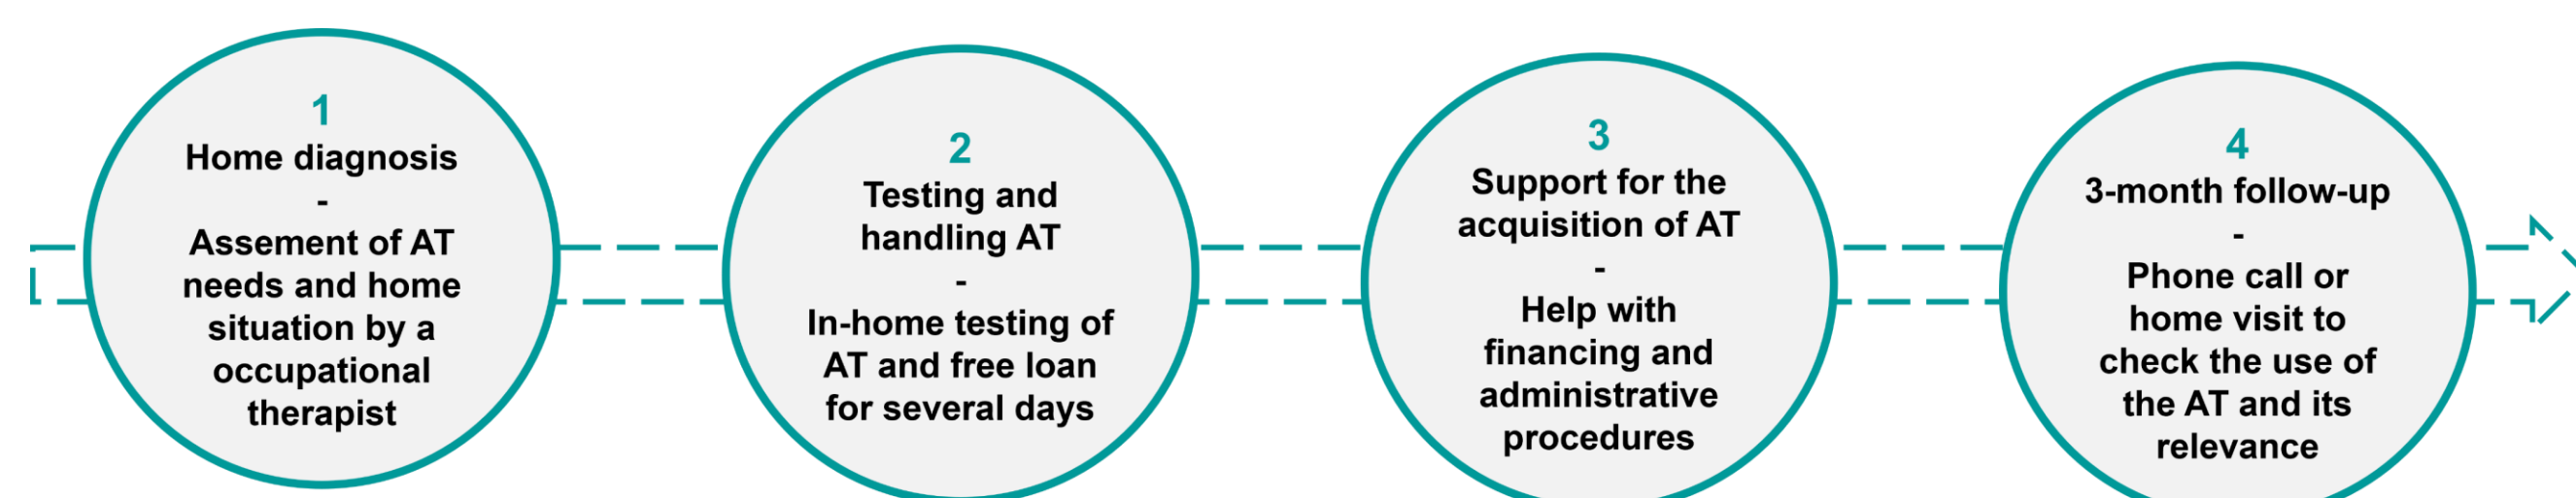 1
Home diagnosis
-
Assement of AT
needs and home
situation by a
occupational
therapist
2
Testing and
handling AT
-
In-home testing of
AT and free loan
for several days
3
Support for the
acquisition of AT
-
Help with
financing and
administrative
procedures
4
3-month follow-up
-
Phone call or
home visit to
check the use of
the AT and its
relevance